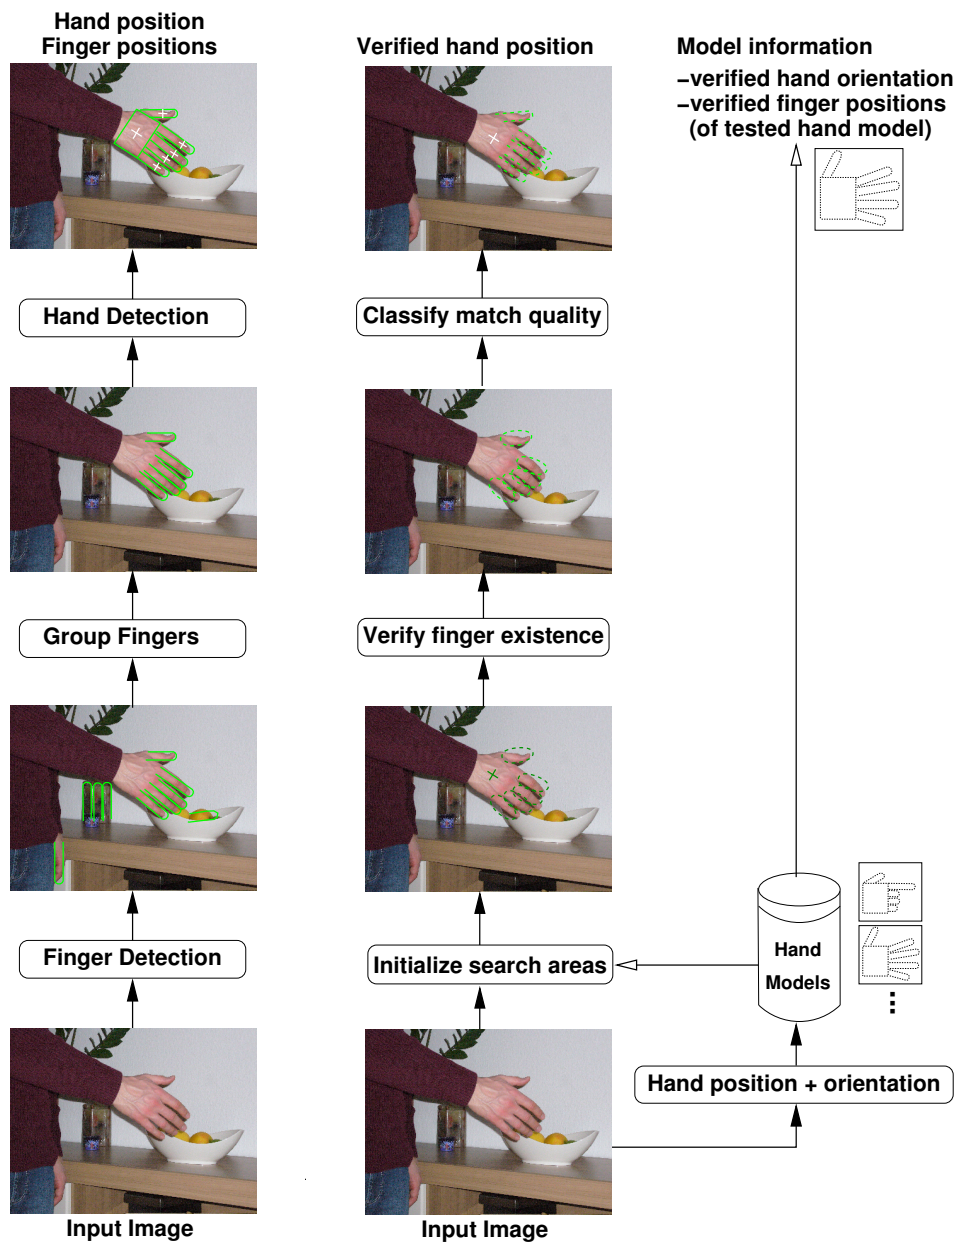 Hand position
Finger positions
Verified hand position
Model information
–verified hand orientation
–verified finger positions
(of tested hand model)
Hand Detection
Classify match quality
Group Fingers
Verify finger existence
Finger Detection
Initialize search areas
Hand
Models
Hand position + orientation
Input Image
Input Image